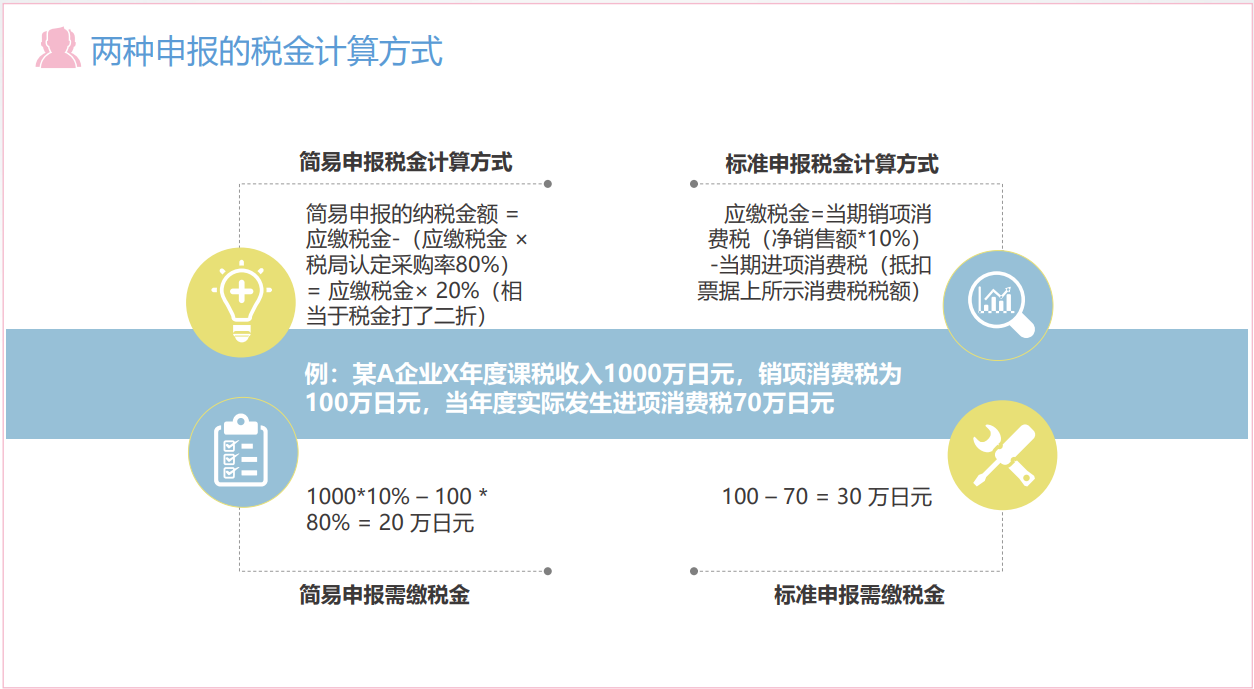 两种申报的税金计算方式
简易申报税金计算方式
简易申报的纳税金额 =
应缴税金-（应缴税金 ×
税局认定采购率80%）
= 应缴税金× 20%（相
当于税金打了二折）
标准申报税金计算方式
应缴税金=当期销项消
费税（净销售额*10%）
-当期进项消费税（抵扣
票据上所示消费税税额）
例：某A企业X年度课税收入1000万日元，销项消费税为
100万日元，当年度实际发生进项消费税70万日元
1000*10% – 100 *
80% = 20 万日元
简易申报需缴税金
100 – 70 = 30 万日元
标准申报需缴税金